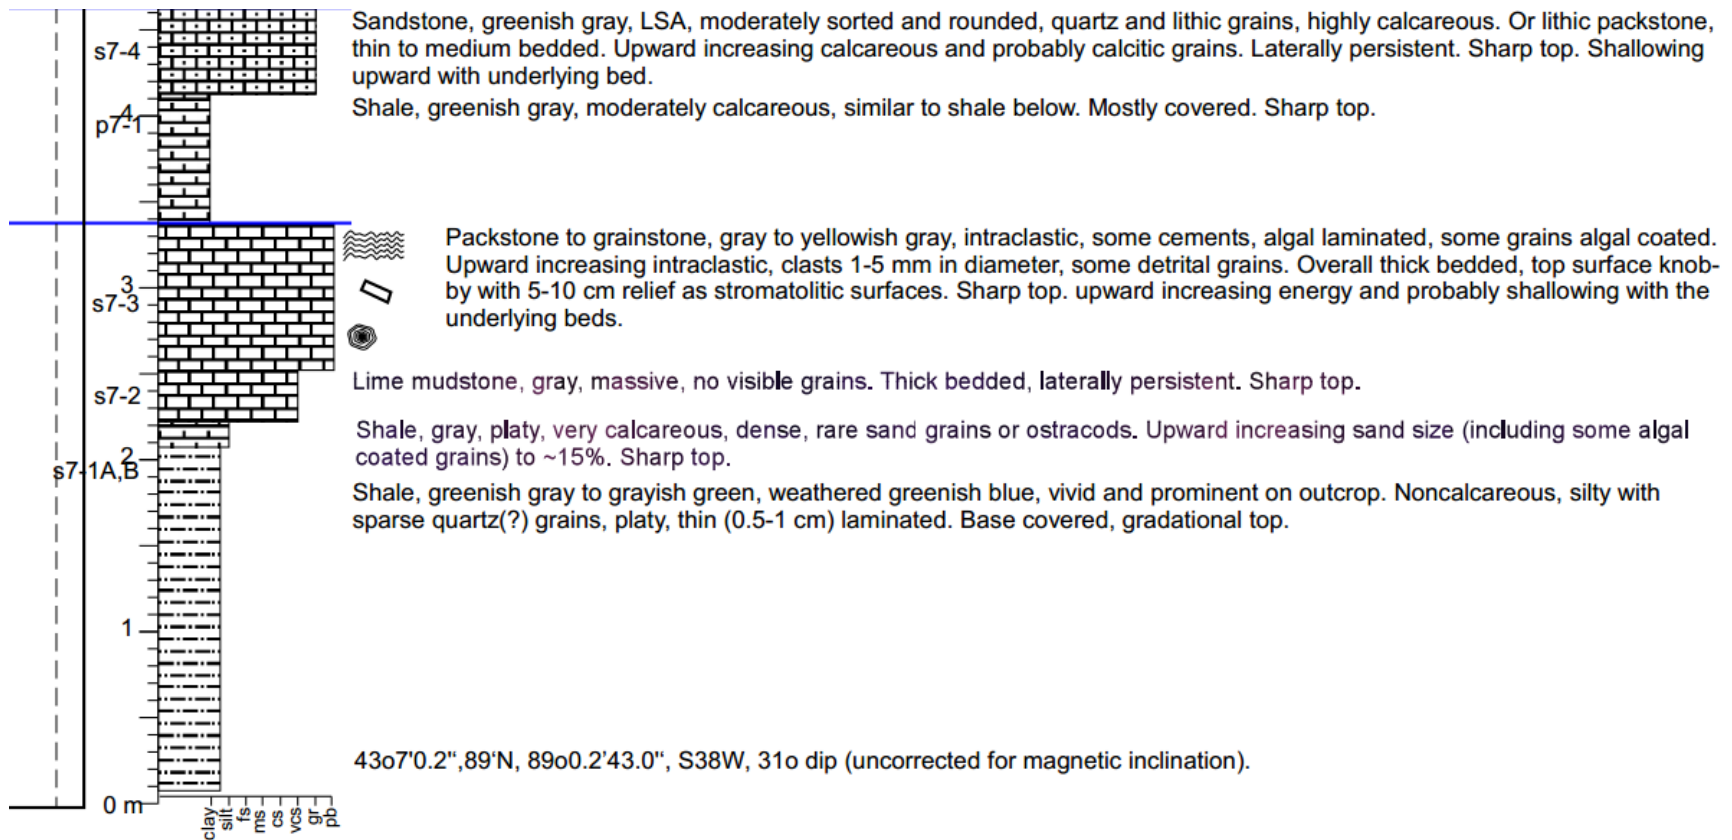 Sandstone, greenish gray, LSA, moderately sorted and rounded, quartz and lithic grains, highly calcareous. Or lithic packstone,
thin to medium bedded. Upward increasing calcareous and probably calcitic grains. Laterally persistent. Sharp top. Shallowing
upward with underlying bed.
s7-4
Shale, greenish gray, moderately calcareous, similar to shale below. Mostly covered. Sharp top.
4
p7-1
Packstone to grainstone, gray to yellowish gray, intraclastic, some cements, algal laminated, some grains algal coated.
Upward increasing intraclastic, clasts 1-5 mm in diameter, some detrital grains. Overall thick bedded, top surface knob-
by with 5-10 cm relief as stromatolitic surfaces. Sharp top. upward increasing energy and probably shallowing with the
underlying beds.
3
s7-3
Lime mudstone, gray, massive, no visible grains. Thick bedded, laterally persistent. Sharp top.
s7-2
Shale, gray, platy, very calcareous, dense, rare sand grains or ostracods. Upward increasing sand size (including some algal
coated grains) to ~15%. Sharp top.
2
s7-1A,B
Shale, greenish gray to grayish green, weathered greenish blue, vivid and prominent on outcrop. Noncalcareous, silty with
sparse quartz(?) grains, platy, thin (0.5-1 cm) laminated. Base covered, gradational top.
1
43o7'0.2",89'N, 89o0.2'43.0", S38W, 31o dip (uncorrected for magnetic inclination).
0 m
clay silt fs ms cs vcs gr pb